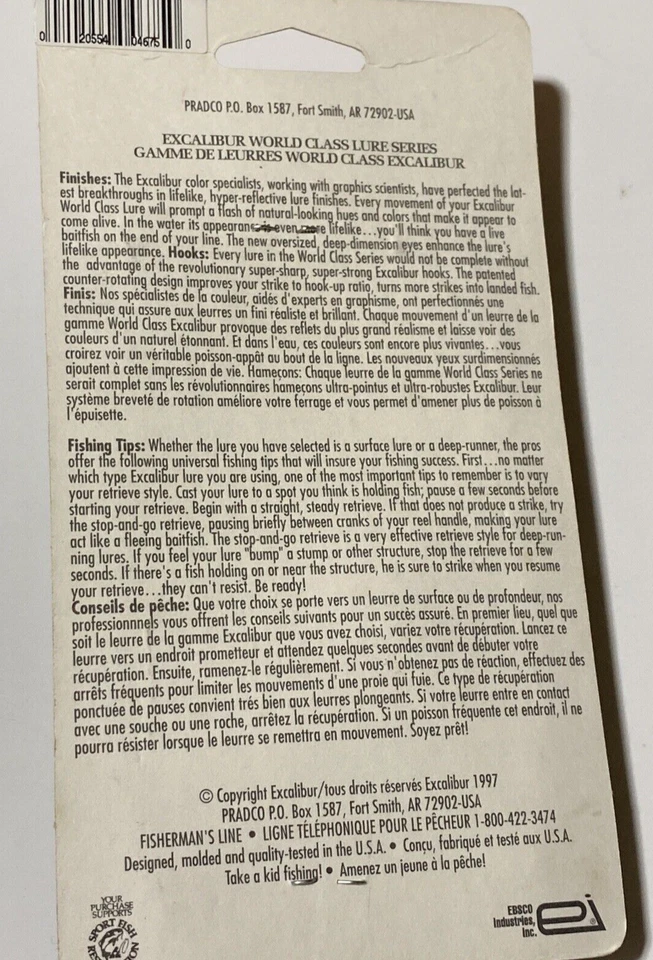 0 20554 04675 0
PRADCO P.O. Box 1587, Fort Smith, AR 72902-USA
EXCALIBUR WORLD CLASS LURE SERIES
GAMME DE LEURRES WORLD CLASS EXCALIBUR
Finishes: The Excalibur color specialists, working with graphics scientists, have perfected the lat-
est breakthroughs in lifelike, hyper-reflective lure finishes. Every movement of your Excalibur
World Class Lure will prompt a flash of natural-looking hues and colors that make it appear to
come alive. In the water its appearance is even more lifelike...you'll think you have a live
baitfish on the end of your line. The new oversized, deep-dimension eyes enhance the lure's
lifelike appearance. Hooks: Every lure in the World Class Series would not be complete without
the advantage of the revolutionary super-sharp, super-strong Excalibur hooks. The patented
counter-rotating design improves your strike to hook-up ratio, turns more strikes into landed fish.
Finis: Nos spécialistes de la couleur, aidés d'experts en graphisme, ont perfectionnés une
technique qui assure aux leurres un fini réaliste et brillant. Chaque mouvement d'un leurre de la
gamme World Class Excalibur provoque des reflets du plus grand réalisme et laisse voir des
couleurs d'un naturel étonnant. Et dans l'eau, ces couleurs sont encore plus vivantes...vous
croirez voir un véritable poisson-appât au bout de la ligne. Les nouveaux yeux surdimensionnés
ajoutent à cette impression de vie. Hameçons: Chaque leurre de la gamme World Class Series ne
serait complet sans les révolutionnaires hameçons ultra-pointus et ultra-robustes Excalibur. Leur
système breveté de rotation améliore votre ferrage et vous permet d'amener plus de poisson à
l'épuisette.
Fishing Tips: Whether the lure you have selected is a surface lure or a deep-runner, the pros
offer the following universal fishing tips that will insure your fishing success. First...no matter
which type Excalibur lure you are using, one of the most important tips to remember is to vary
your retrieve style. Cast your lure to a spot you think is holding fish; pause a few seconds before
starting your retrieve. Begin with a straight, steady retrieve. If that does not produce a strike, try
the stop-and-go retrieve, pausing briefly between cranks of your reel handle, making your lure
act like a fleeing baitfish. The stop-and-go retrieve is a very effective retrieve style for deep-run-
ning lures. If you feel your lure "bump" a stump or other structure, stop the retrieve for a few
seconds. If there's a fish holding on or near the structure, he is sure to strike when you resume
your retrieve...they can't resist. Be ready!
Conseils de pêche: Que votre choix se porte vers un leurre de surface ou de profondeur, nos
professionnnels vous offrent les conseils suivants pour un succès assuré. En premier lieu, quel que
soit le leurre de la gamme Excalibur que vous avez choisi, variez votre récupération. Lancez ce
leurre vers un endroit prometteur et attendez quelques secondes avant de débuter votre
récupération. Ensuite, ramenez-le régulièrement. Si vous n'obtenez pas de réaction, effectuez des
arrêts fréquents pour limiter les mouvements d'une proie qui fuie. Ce type de récupération
ponctuée de pauses convient trés bien aux leurres plongeants. Si votre leurre entre en contact
avec une souche ou une roche, arrêtez la récupération. Si un poisson fréquente cet endroit, il ne
pourra résister lorsque le leurre se remettra en mouvement. Soyez prêt!
© Copyright Excalibur/tous droits réservés Excalibur 1997
PRADCO P.O. Box 1587, Fort Smith, AR 72902-USA
FISHERMAN'S LINE • LIGNE TÉLÉPHONIQUE POUR LE PÊCHEUR 1-800-422-3474
Designed, molded and quality-tested in the U.S.A. • Conçu, fabriqué et testé aux U.S.A.
Take a kid fishing! • Amenez un jeune à la pêche!
YOUR
PURCHASE
SUPPORTS
SPORT FISH
EBSCO
Industries,
Inc.
ei®